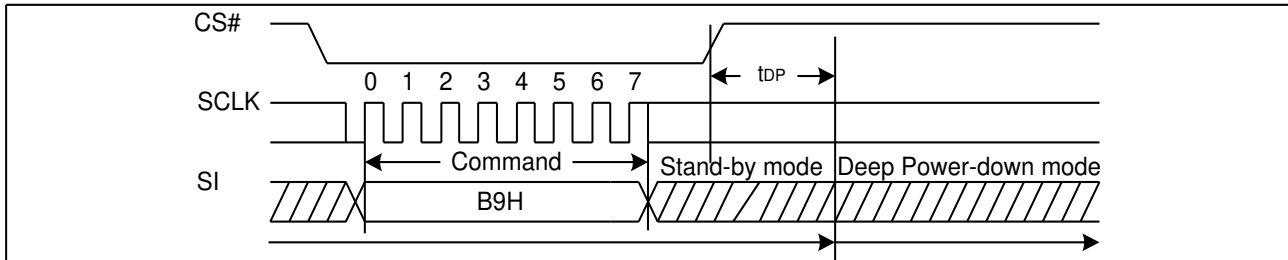 CS#
tDP
0 1 2 3 4 5 6 7
SCLK
Command
Stand-by mode Deep Power-down mode
SI
B9H